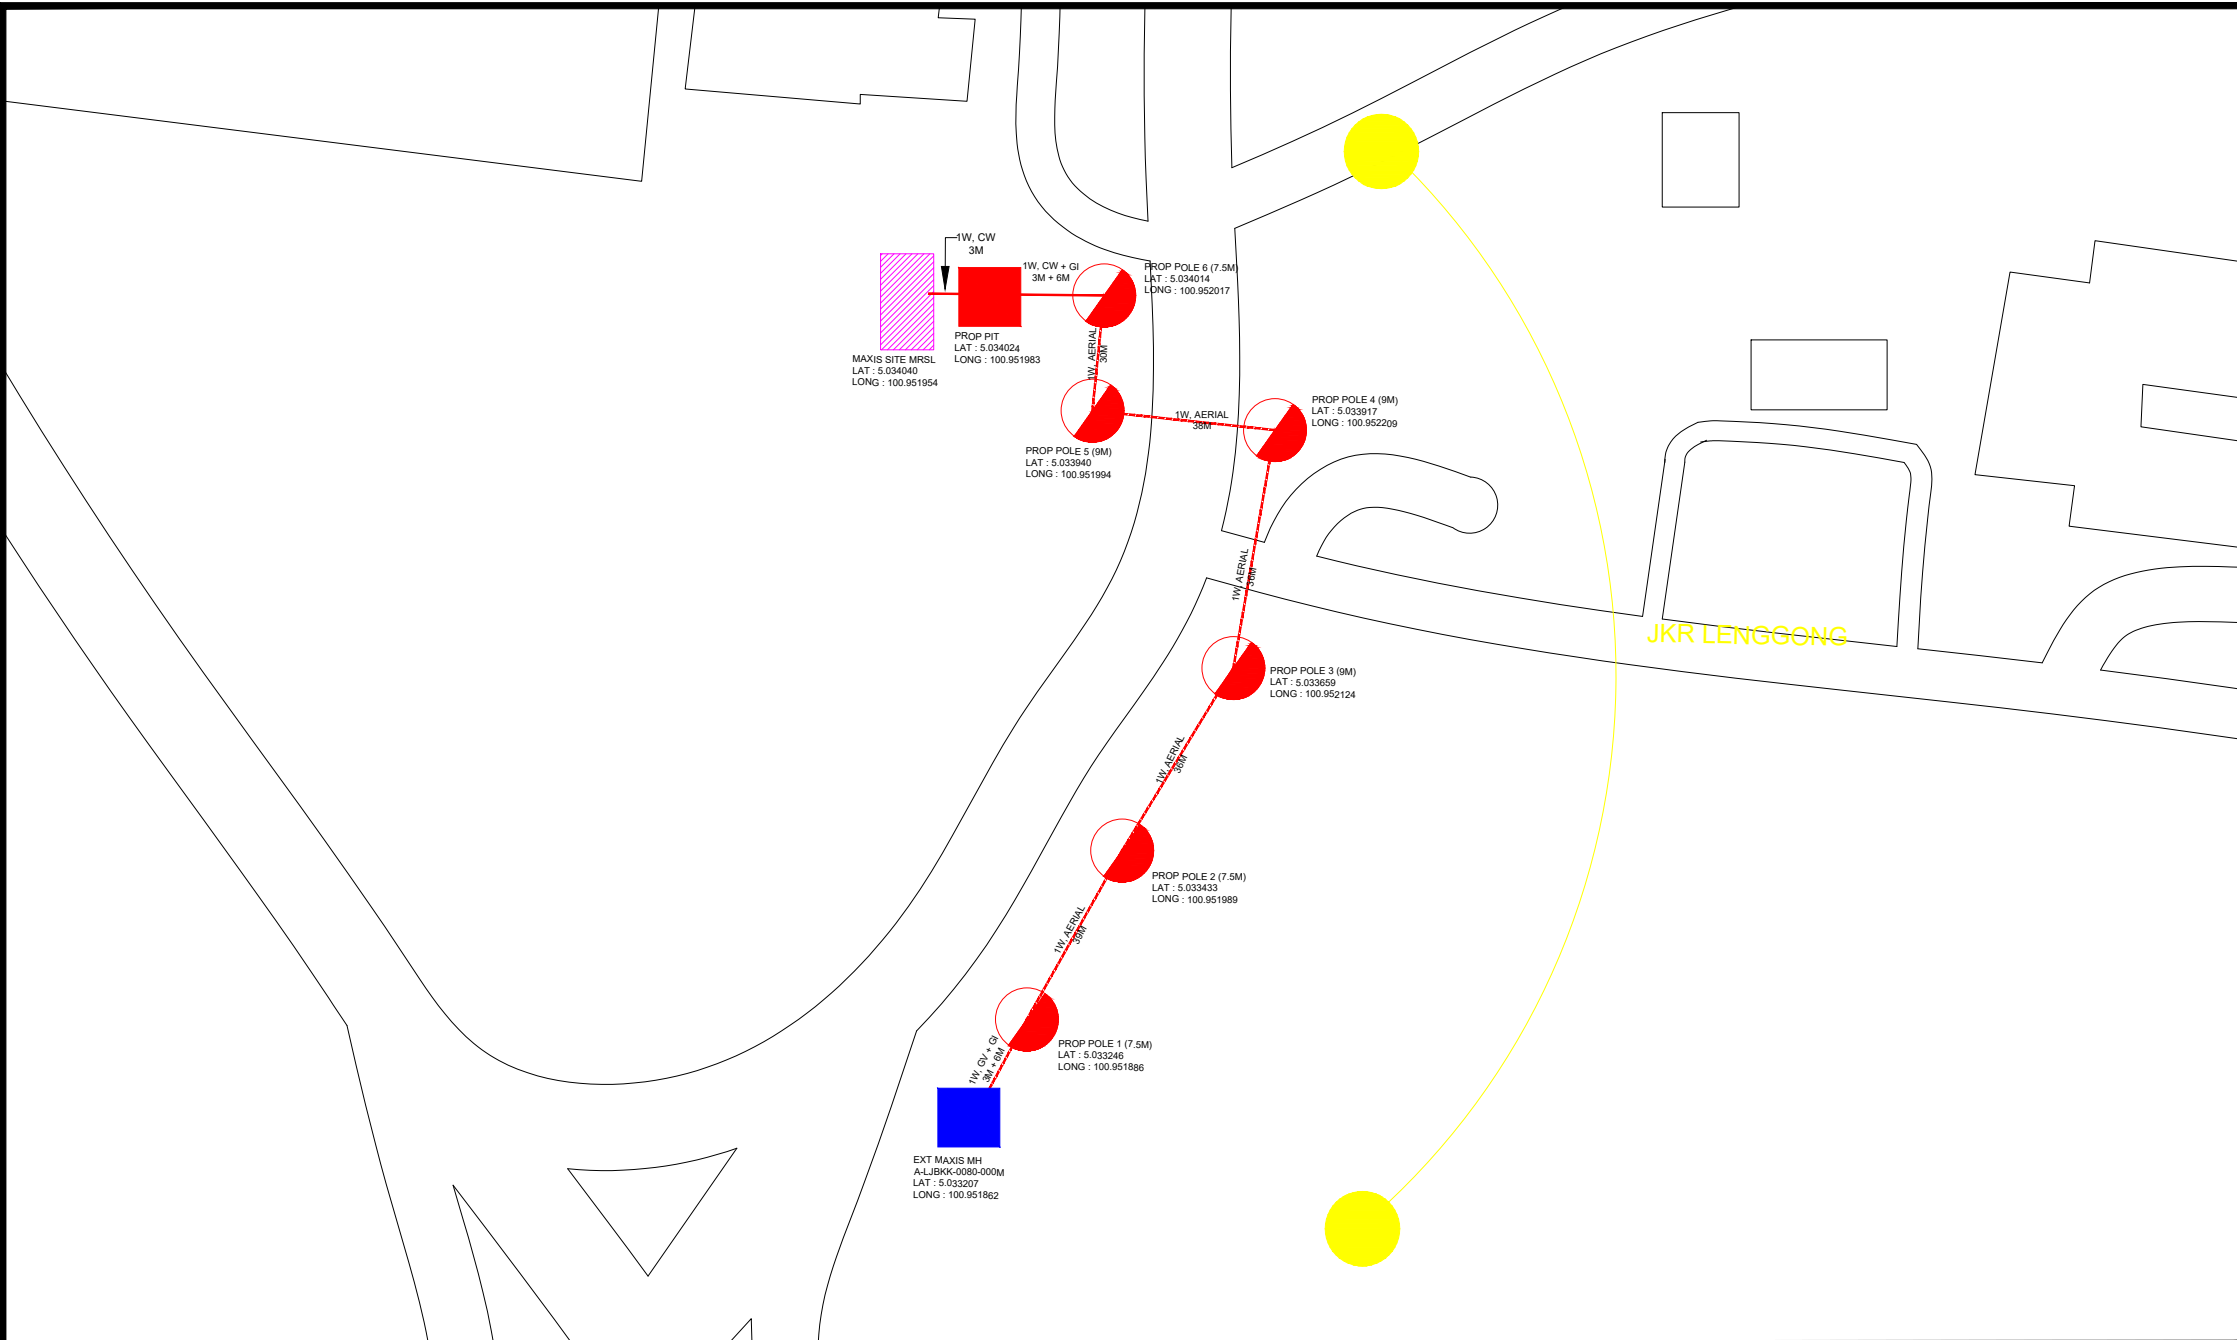 1W, CW
3M
1W, CW + GI
3M + 6M
PROP POLE 6 (7.5M)
LAT : 5.034014
LONG : 100.952017
PROP PIT
LAT : 5.034024
LONG : 100.951983
MAXIS SITE MRSL
LAT : 5.034040
LONG : 100.951954
1W, AERIAL
30M
1W, AERIAL
38M
PROP POLE 4 (9M)
LAT : 5.033917
LONG : 100.952209
PROP POLE 5 (9M)
LAT : 5.033940
LONG : 100.951994
1W, AERIAL
36M
JKR LENGGONG
PROP POLE 3 (9M)
LAT : 5.033659
LONG : 100.952124
1W, AERIAL
36M
PROP POLE 2 (7.5M)
LAT : 5.033433
LONG : 100.951989
1W, AERIAL
39M
PROP POLE 1 (7.5M)
LAT : 5.033246
LONG : 100.951886
1W, GV + GI
3M + 6M
EXT MAXIS MH
A-LJBKK-0080-000M
LAT : 5.033207
LONG : 100.951862